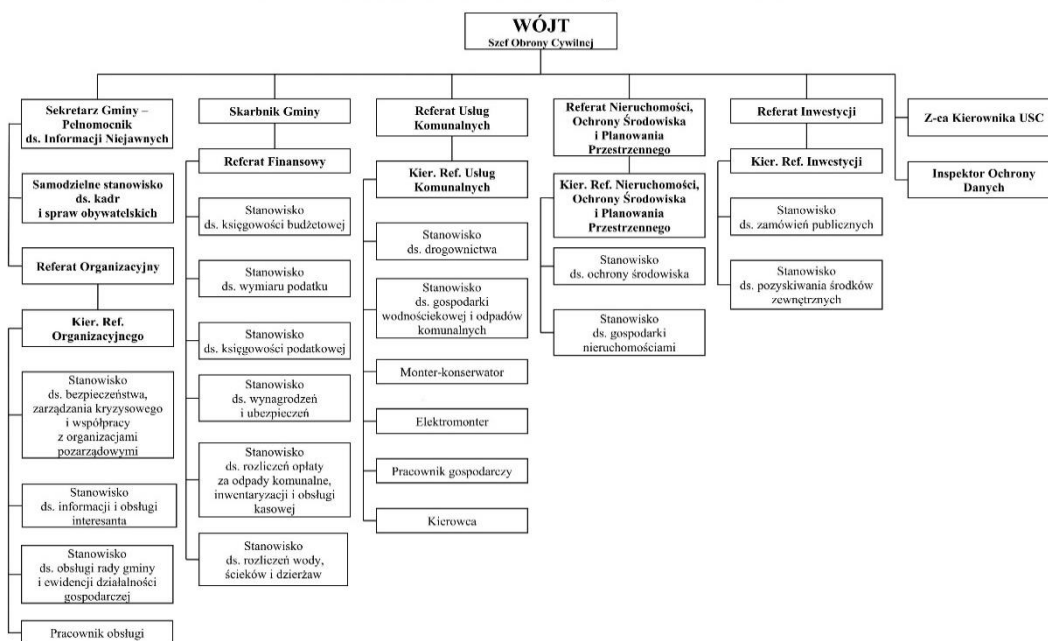 WÓJT
Szef Obrony Cywilnej
Sekretarz Gminy –
Pełnomocnik
ds. Informacji Niejawnych
Samodzielne stanowisko
ds. kadr
i spraw obywatelskich
Referat Organizacyjny
Kier. Ref.
Organizacyjnego
Stanowisko
ds. bezpieczeństwa,
zarządzania kryzysowego
i współpracy
z organizacjami
pozarządowymi
Stanowisko
ds. informacji i obsługi
interesanta
Stanowisko
ds. obsługi rady gminy
i ewidencji działalności
gospodarczej
Pracownik obsługi
Skarbnik Gminy
Referat Finansowy
Stanowisko
ds. księgowości budżetowej
Stanowisko
ds. wymiaru podatku
Stanowisko
ds. księgowości podatkowej
Stanowisko
ds. wynagrodzeń
i ubezpieczeń
Stanowisko
ds. rozliczeń opłaty
za odpady komunalne,
inwentaryzacji i obsługi
kasowej
Stanowisko
ds. rozliczeń wody,
ścieków i dzierżaw
Referat Usług
Komunalnych
Kier. Ref. Usług
Komunalnych
Stanowisko
ds. drogownictwa
Stanowisko
ds. gospodarki
wodnościekowej i odpadów
komunalnych
Monter-konserwator
Elektromonter
Pracownik gospodarczy
Kierowca
Referat Nieruchomości,
Ochrony Środowiska
i Planowania
Przestrzennego
Kier. Ref. Nieruchomości,
Ochrony Środowiska
i Planowania
Przestrzennego
Stanowisko
ds. ochrony środowiska
Stanowisko
ds. gospodarki
nieruchomościami
Referat Inwestycji
Kier. Ref. Inwestycji
Stanowisko
ds. zamówień publicznych
Stanowisko
ds. pozyskiwania środków
zewnętrznych
Z-ca Kierownika USC
Inspektor Ochrony
Danych